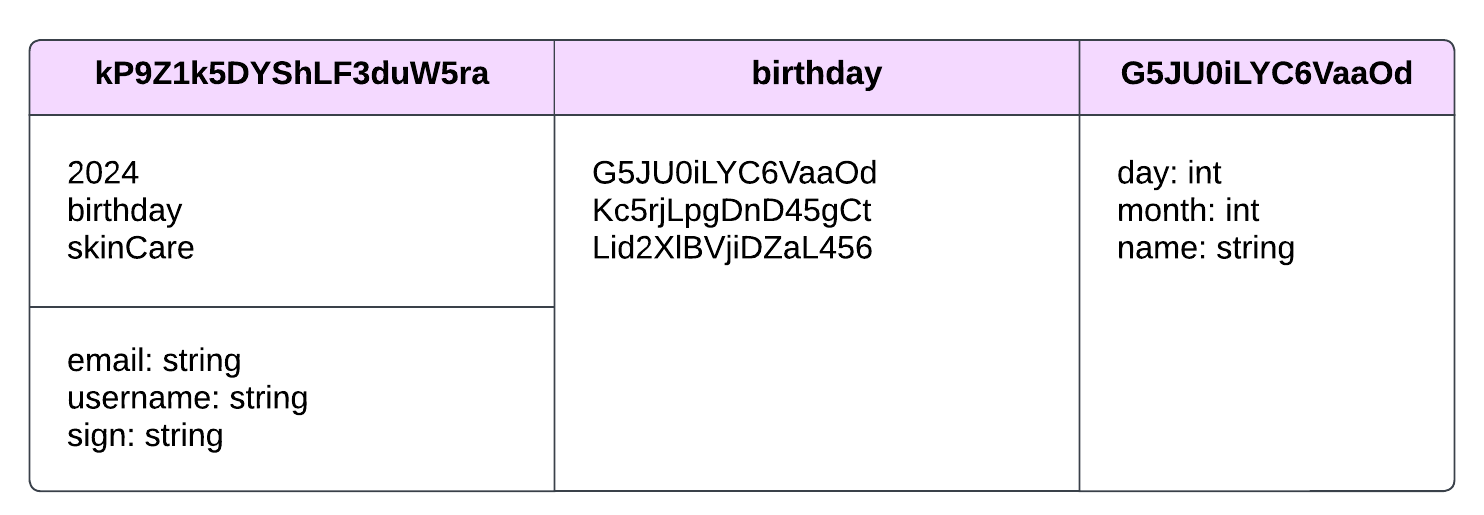 kP9Z1k5DYShLF3duW5ra
birthday
G5JU0iLYC6VaaOd
2024
birthday
skinCare
email: string
username: string
sign: string
G5JU0iLYC6VaaOd
Kc5rjLpgDnD45gCt
Lid2XlBVjiDZaL456
day: int
month: int
name: string